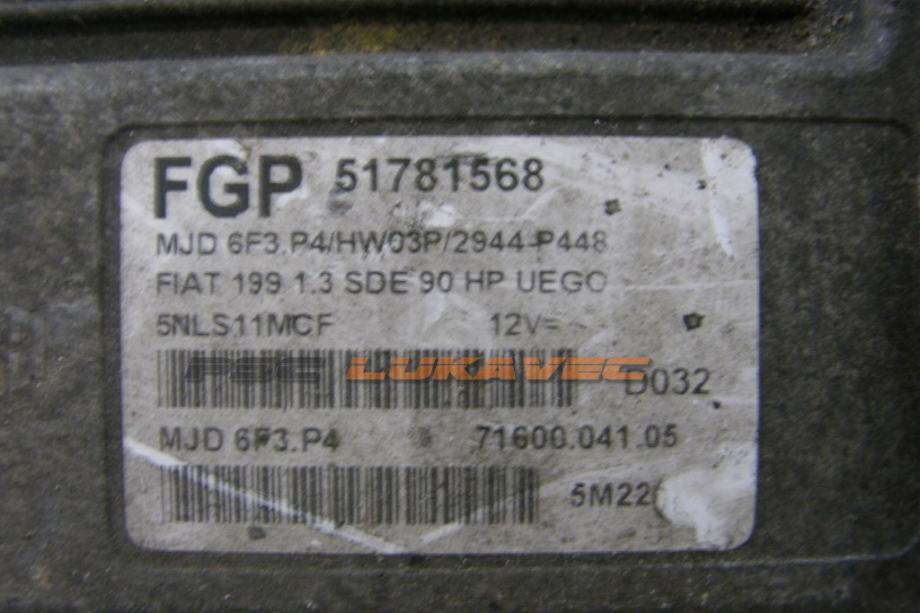 FGP 51781568
MJD 6F3.P4/HW03P/2944-P448
FIAT 199 1.3 SDE 90 HP UEGO
5NLS11MCF 12V=
PSC LUKAVEC
D032
MJD 6F3.P4 71600.041.05